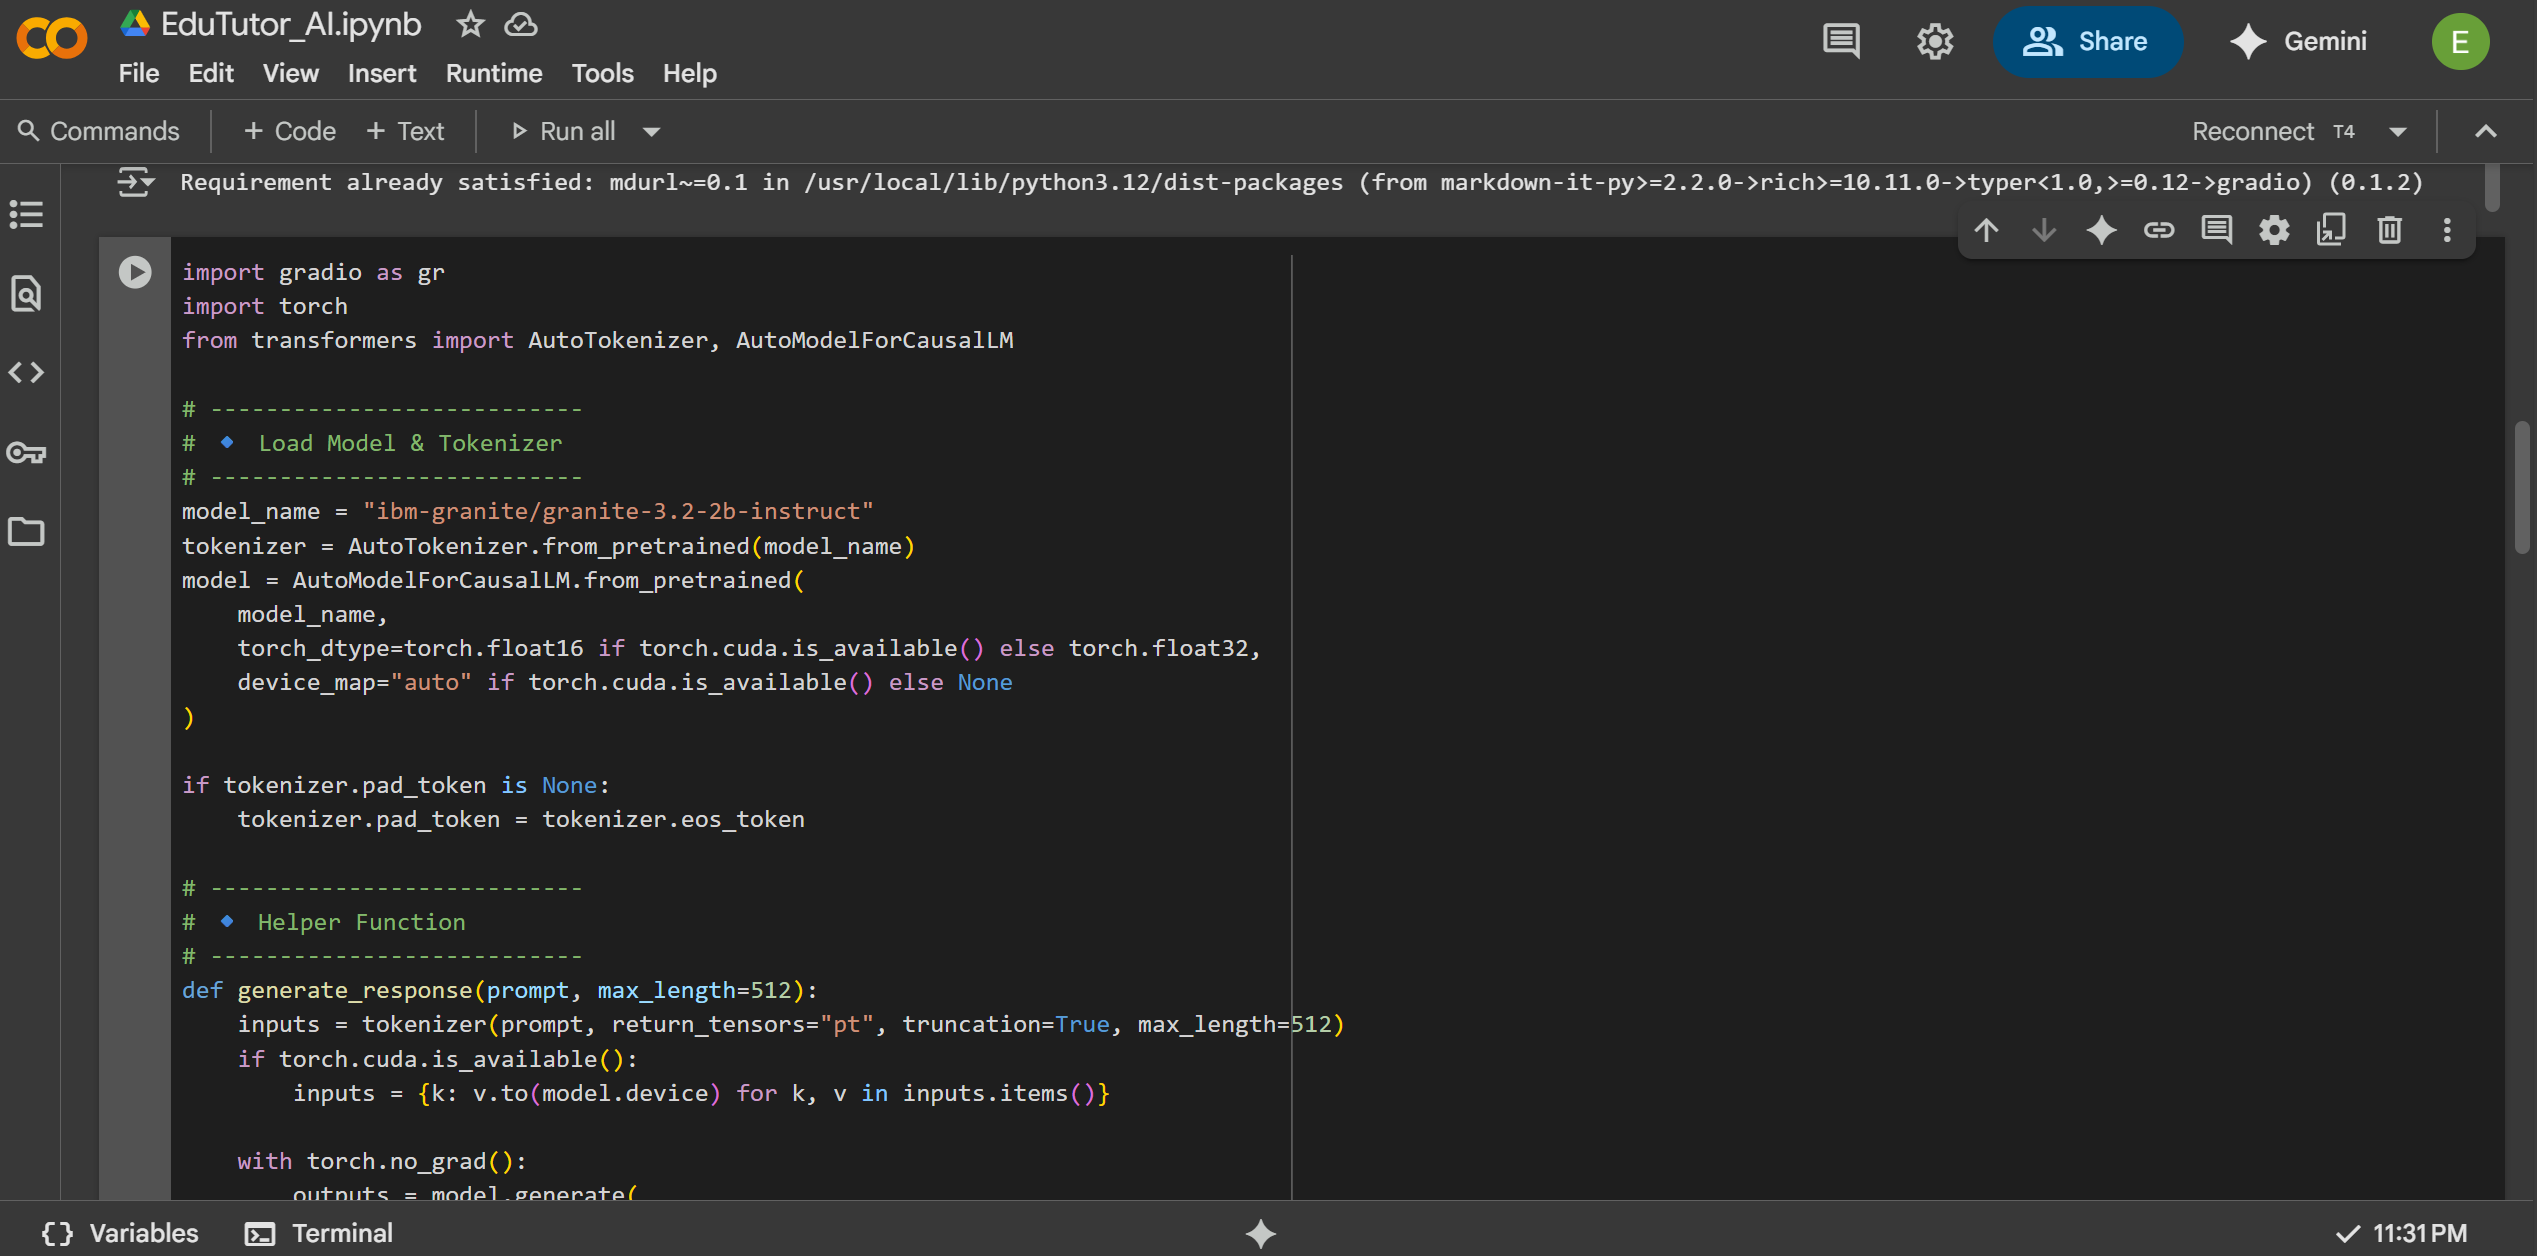 EduTutor_AI.ipynb
File Edit View Insert Runtime Tools Help
Share
Gemini
E
Commands + Code + Text Run all
Reconnect T4
Requirement already satisfied: mdurl~=0.1 in /usr/local/lib/python3.12/dist-packages (from markdown-it-py>=2.2.0->rich>=10.11.0->typer<1.0,>=0.12->gradio) (0.1.2)
import gradio as gr
import torch
from transformers import AutoTokenizer, AutoModelForCausalLM
# ---------------------------
# 🔹 Load Model & Tokenizer
# ---------------------------
model_name = "ibm-granite/granite-3.2-2b-instruct"
tokenizer = AutoTokenizer.from_pretrained(model_name)
model = AutoModelForCausalLM.from_pretrained(
    model_name,
    torch_dtype=torch.float16 if torch.cuda.is_available() else torch.float32,
    device_map="auto" if torch.cuda.is_available() else None
)
if tokenizer.pad_token is None:
    tokenizer.pad_token = tokenizer.eos_token
# ---------------------------
# 🔹 Helper Function
# ---------------------------
def generate_response(prompt, max_length=512):
    inputs = tokenizer(prompt, return_tensors="pt", truncation=True, max_length=512)
    if torch.cuda.is_available():
        inputs = {k: v.to(model.device) for k, v in inputs.items()}
    with torch.no_grad():
        outputs = model.generate(
{} Variables Terminal
11:31 PM